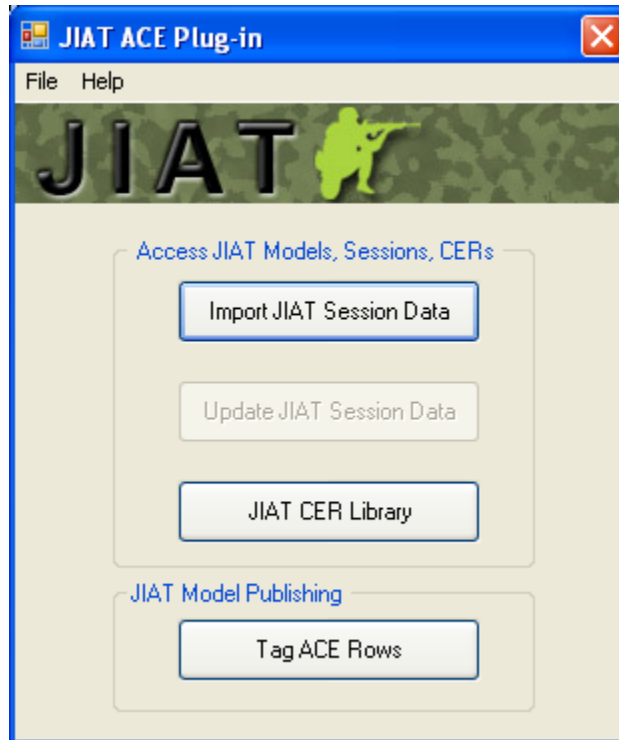 JIAT ACE Plug-in
File Help
JIAT
Access JIAT Models, Sessions, CERs
Import JIAT Session Data
Update JIAT Session Data
JIAT CER Library
JIAT Model Publishing
Tag ACE Rows